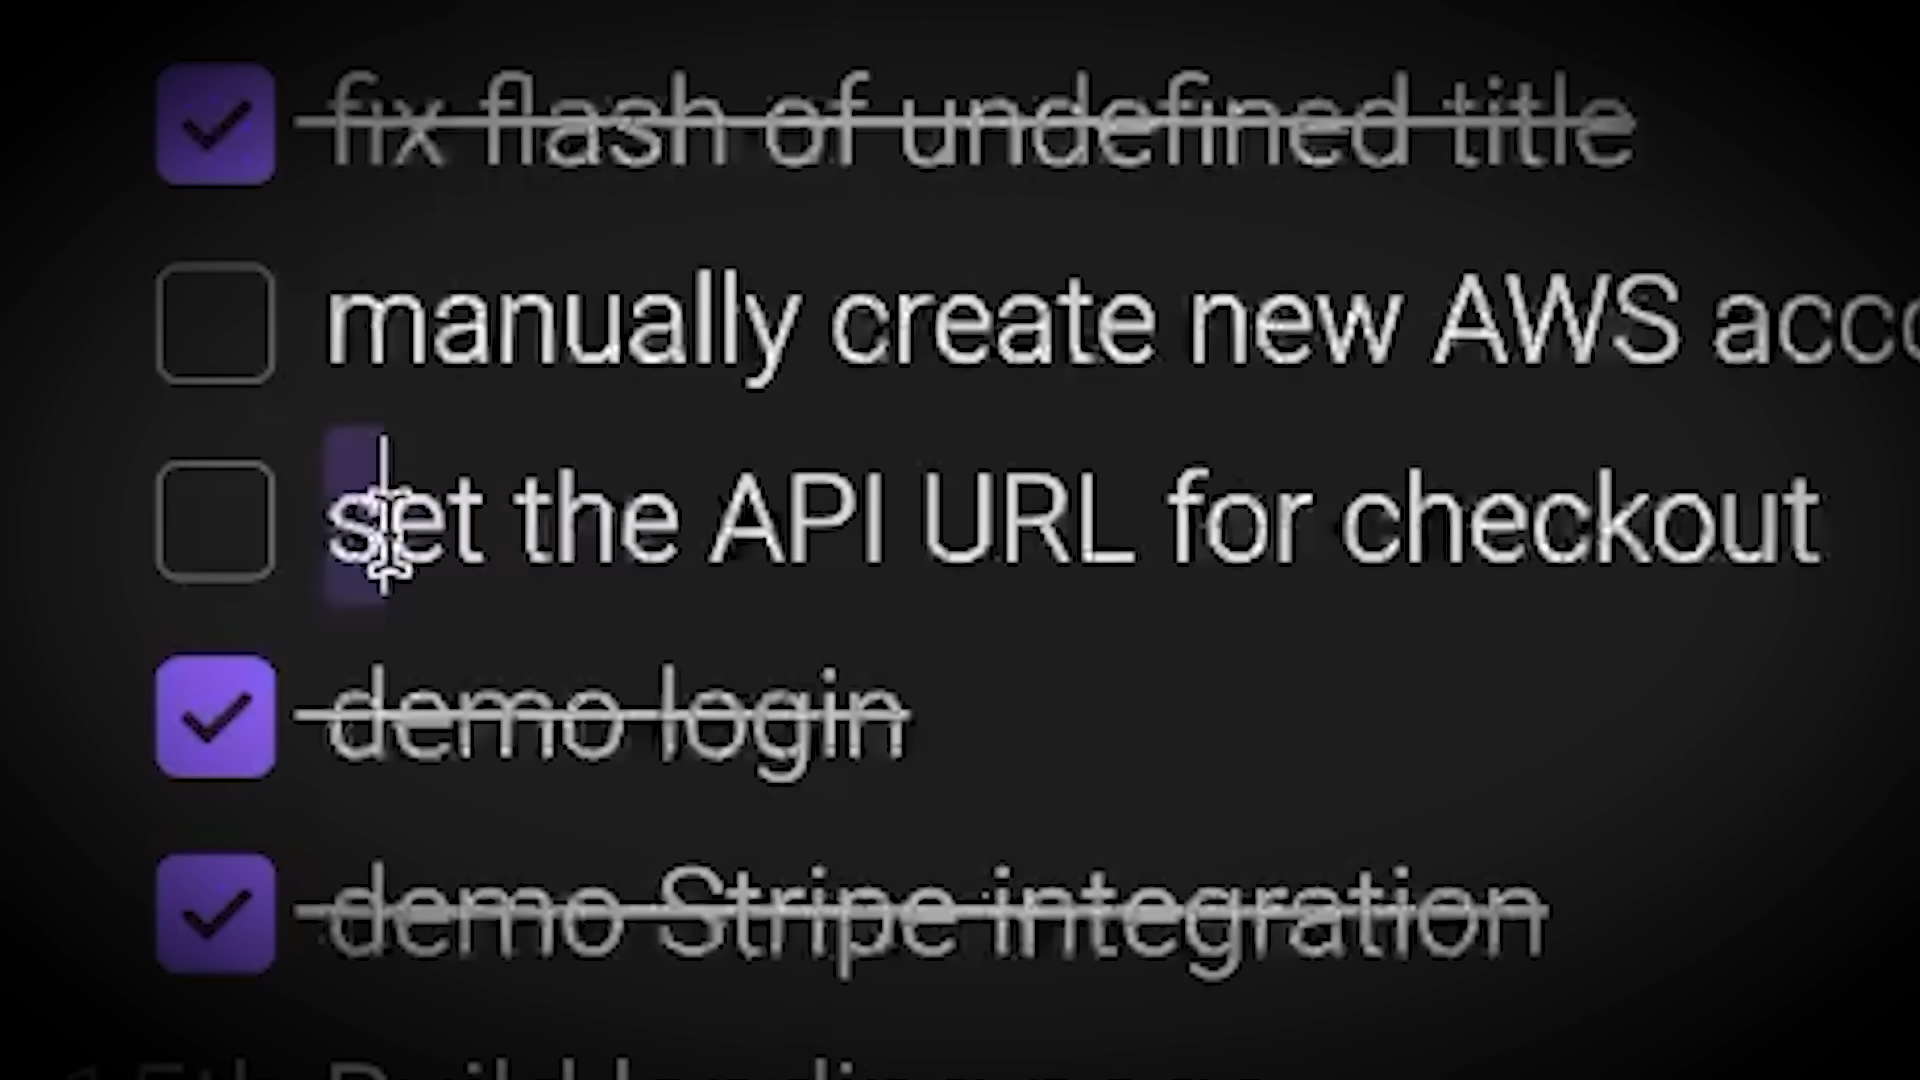 fix flash of undefined title
manually create new AWS
set the API URL for checkout
demo login
demo Stripe integration